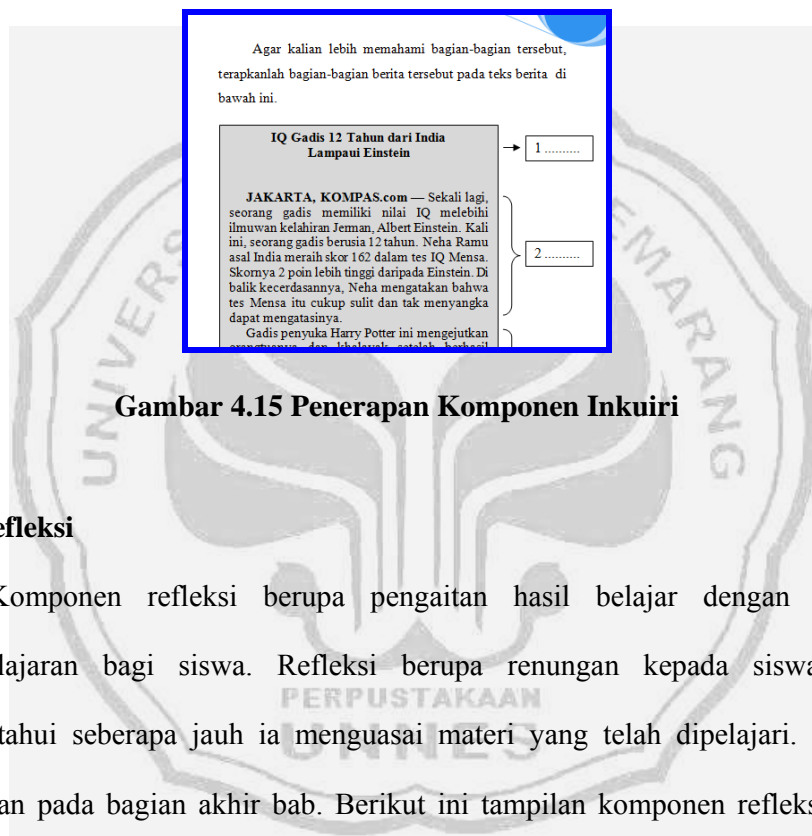 Agar kalian lebih memahami bagian-bagian tersebut,
terapkanlah bagian-bagian berita tersebut pada teks berita di
bawah ini.
IQ Gadis 12 Tahun dari India
Lampaui Einstein
1 ..........
JAKARTA, KOMPAS.com — Sekali lagi,
seorang gadis memiliki nilai IQ melebihi
ilmuwan kelahiran Jerman, Albert Einstein. Kali
ini, seorang gadis berusia 12 tahun. Neha Ramu
asal India meraih skor 162 dalam tes IQ Mensa.
Skornya 2 poin lebih tinggi daripada Einstein. Di
balik kecerdasannya, Neha mengatakan bahwa
tes Mensa itu cukup sulit dan tak menyangka
dapat mengatasinya.
2 ..........
Gadis penyuka Harry Potter ini mengejutkan
orangtuanya dan khalayak setelah berhasil
Gambar 4.15 Penerapan Komponen Inkuiri
efleksi
Komponen refleksi berupa pengaitan hasil belajar dengan
lajaran bagi siswa. Refleksi berupa renungan kepada siswa
tahui seberapa jauh ia menguasai materi yang telah dipelajari.
an pada bagian akhir bab. Berikut ini tampilan komponen refleks
PERPUSTAKAAN
UNNES